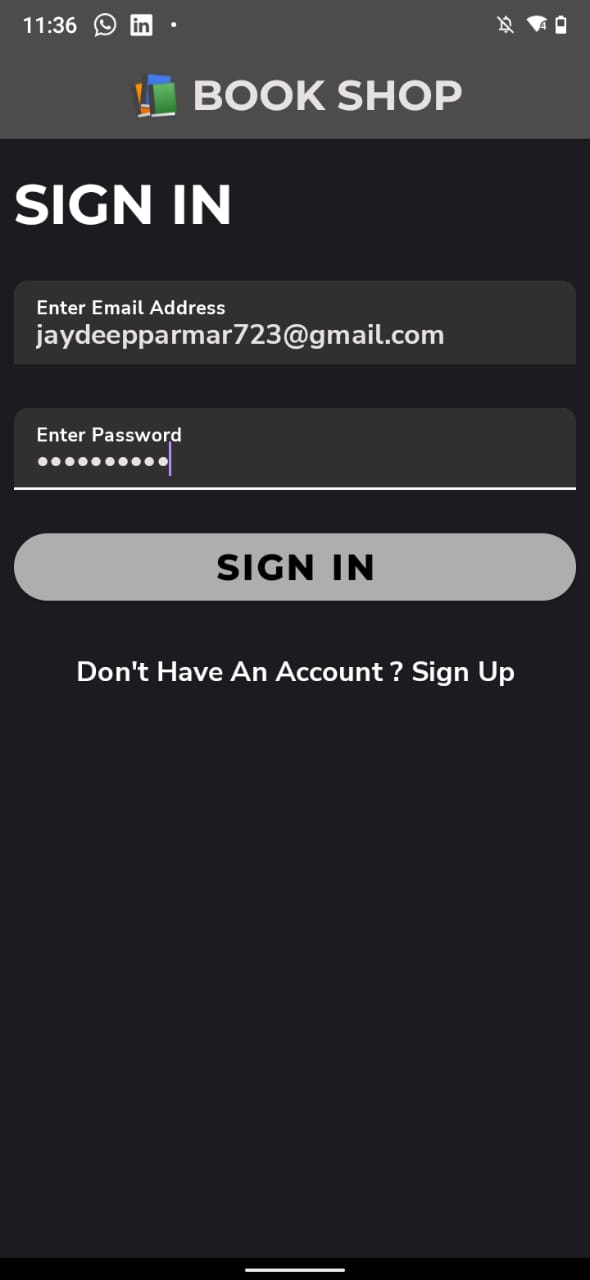 11:36
BOOK SHOP
SIGN IN
Enter Email Address
jaydeepparmar723@gmail.com
Enter Password
••••••••••
SIGN IN
Don't Have An Account ? Sign Up